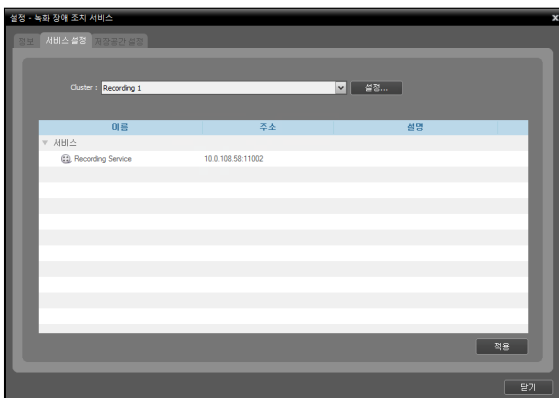 설정 - 녹화 장애 조치 서비스
정보 서비스 설정 저장공간 설정
Cluster : Recording 1 설정...
이름 주소 설명
서비스
Recording Service 10.0.108.58:11002
적용
닫기